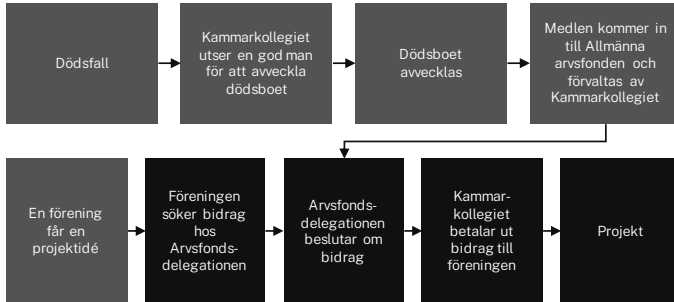 Dödsfall
Kammarkollegiet
utser en god man
för att avveckla
dödsboet
Dödsboet
avvecklas
Medlen kommer in
till Allmänna
arvsfonden och
förvaltas av
Kammarkollegiet
En förening
får en
projektidé
Föreningen
söker bidrag
hos
Arvsfonds-
delegationen
Arvsfonds-
delegationen
beslutar om
bidrag
Kammar-
kollegiet
betalar ut
bidrag till
föreningen
Projekt